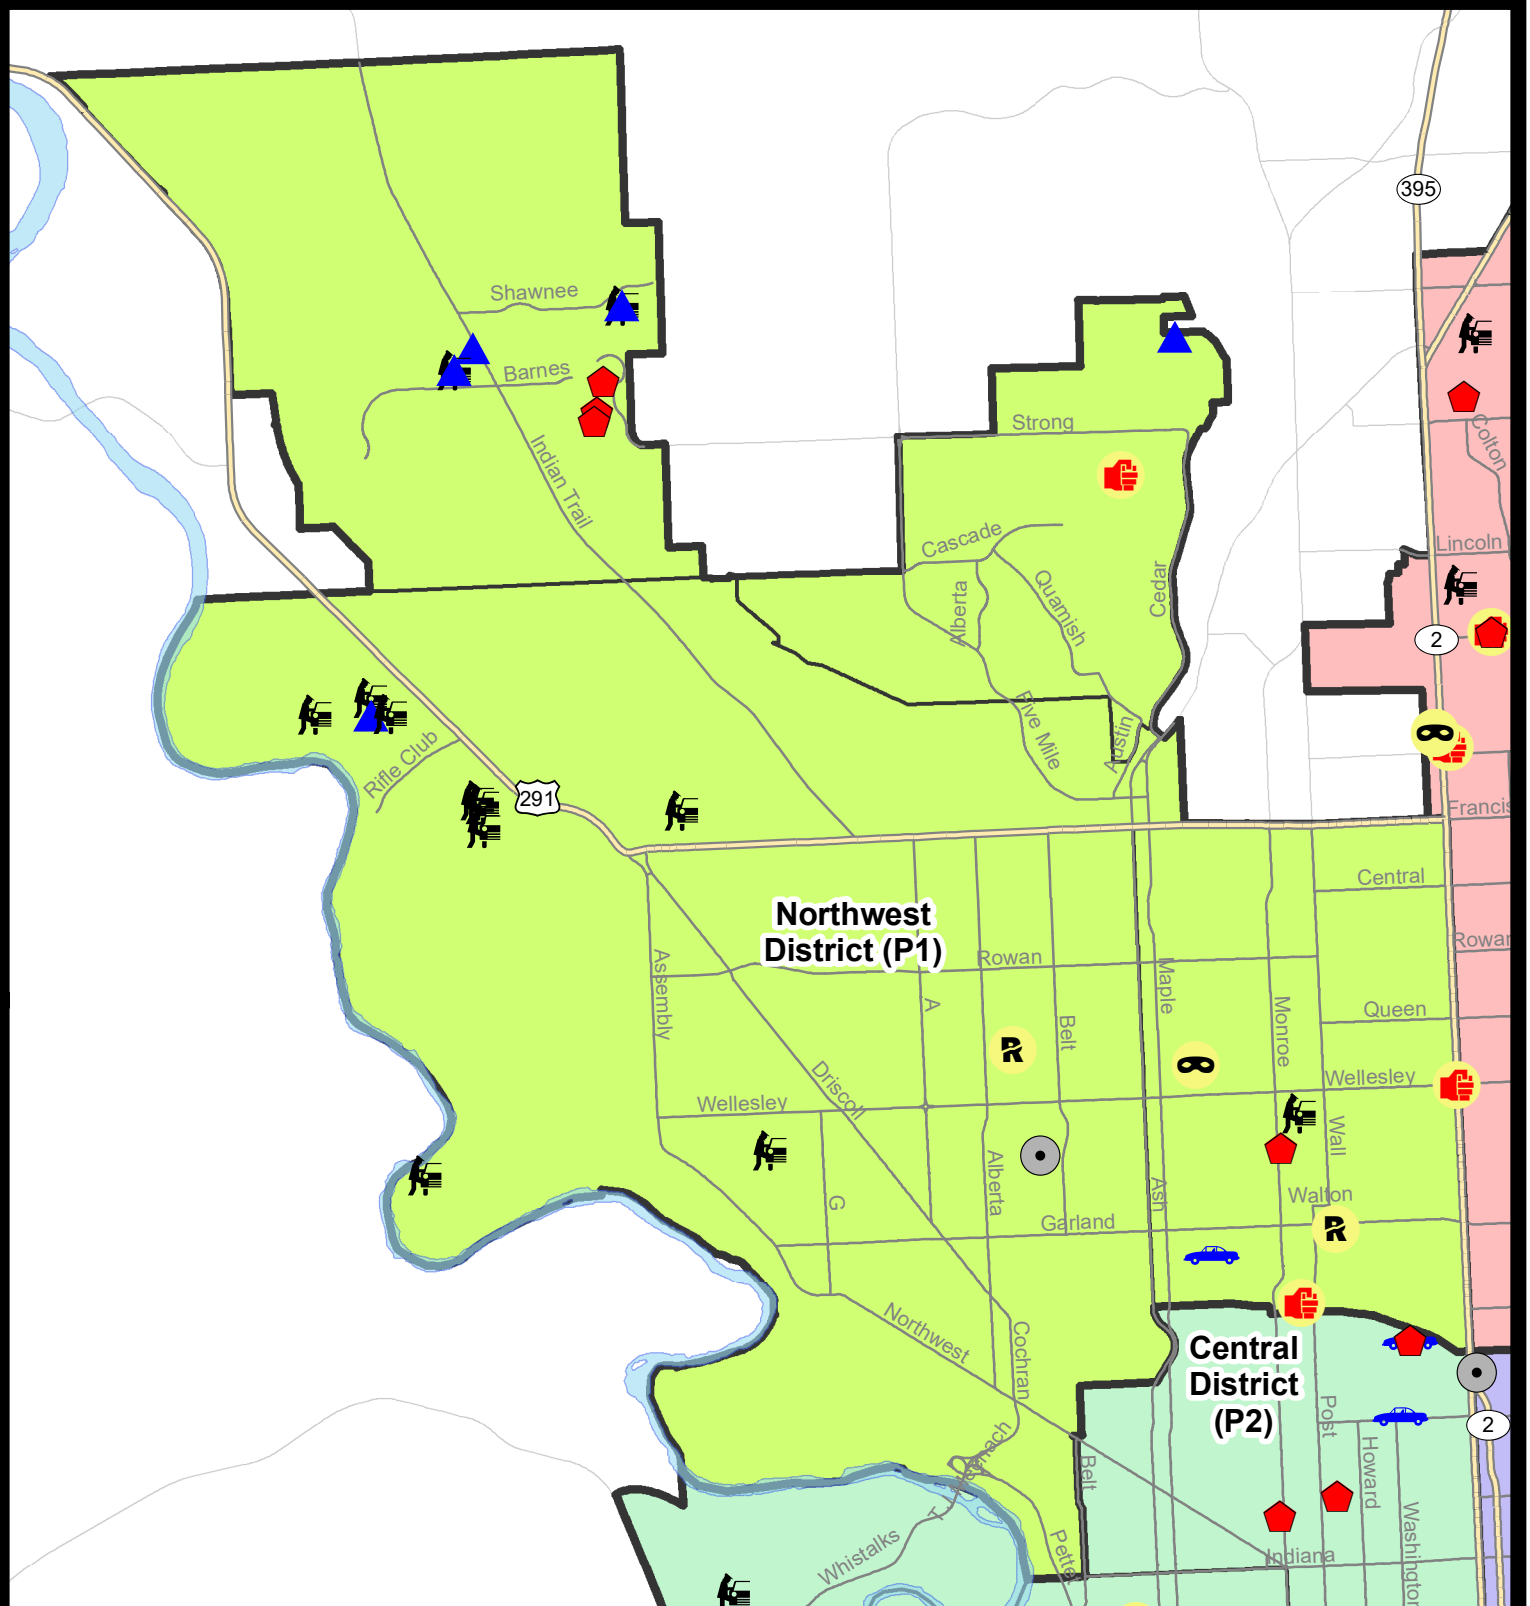 395
Shawnee
Barnes
Strong
Colton
Indian Trail
Cascade
Lincoln
Alberta
Quamish
Cedar
2
Five Mile
Austin
Rifle Club
291
Francis
Central
Northwest
District (P1)
Rowan
Rowan
Assembly
A
Belt
Maple
Monroe
Queen
Driscoll
Wellesley
Wellesley
Wall
Alberta
Ash
G
Garland
Walton
Northwest
Cochran
Central
District
(P2)
Post
Howard
2
Belt
Washington
Whistalks
Pettet
Indiana
R
R